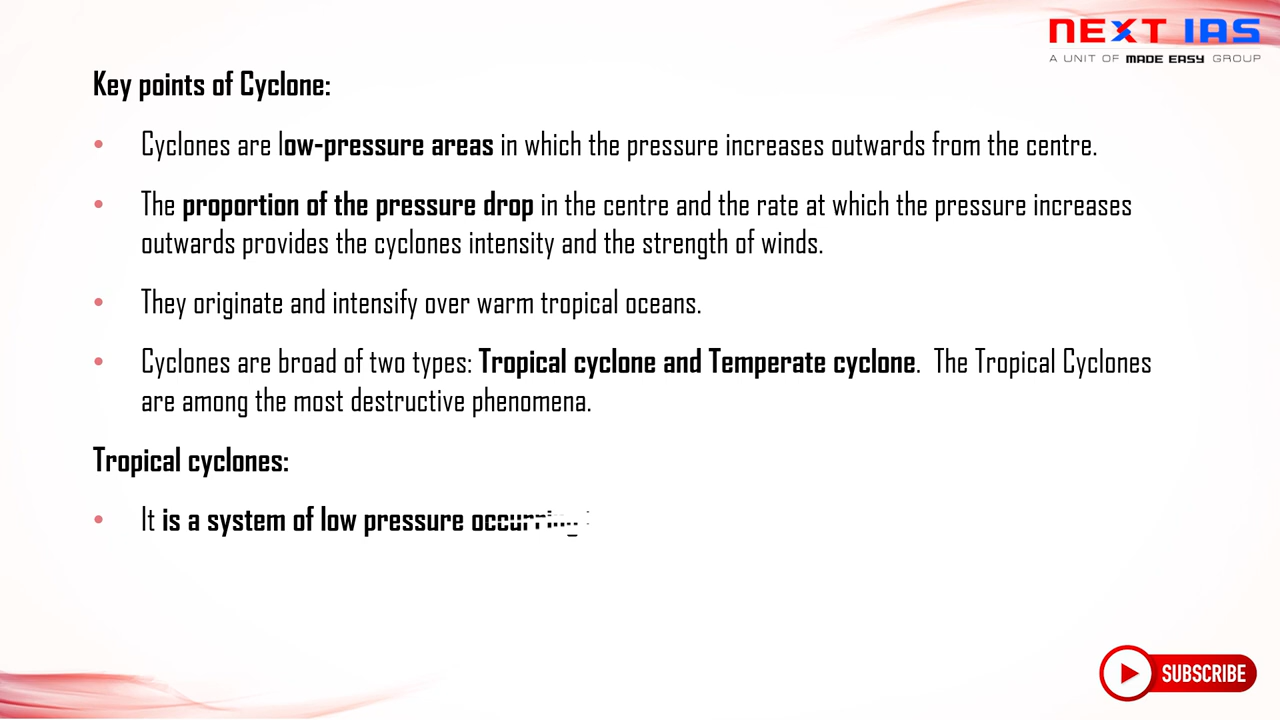 NEXT IAS
A UNIT OF MADE EASY GROUP
Key points of Cyclone:
• Cyclones are low-pressure areas in which the pressure increases outwards from the centre.
• The proportion of the pressure drop in the centre and the rate at which the pressure increases
outwards provides the cyclones intensity and the strength of winds.
• They originate and intensify over warm tropical oceans.
• Cyclones are broad of two types: Tropical cyclone and Temperate cyclone. The Tropical Cyclones
are among the most destructive phenomena.
Tropical cyclones:
• It is a system of low pressure occurring
SUBSCRIBE